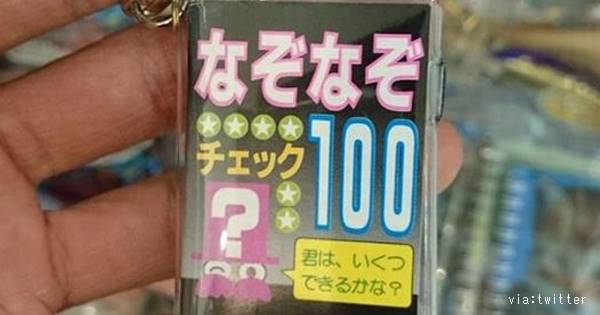 なぞなぞ
★★★★
チェック
100
★
★
?
君は、いくつ
できるかな?
via:twitter